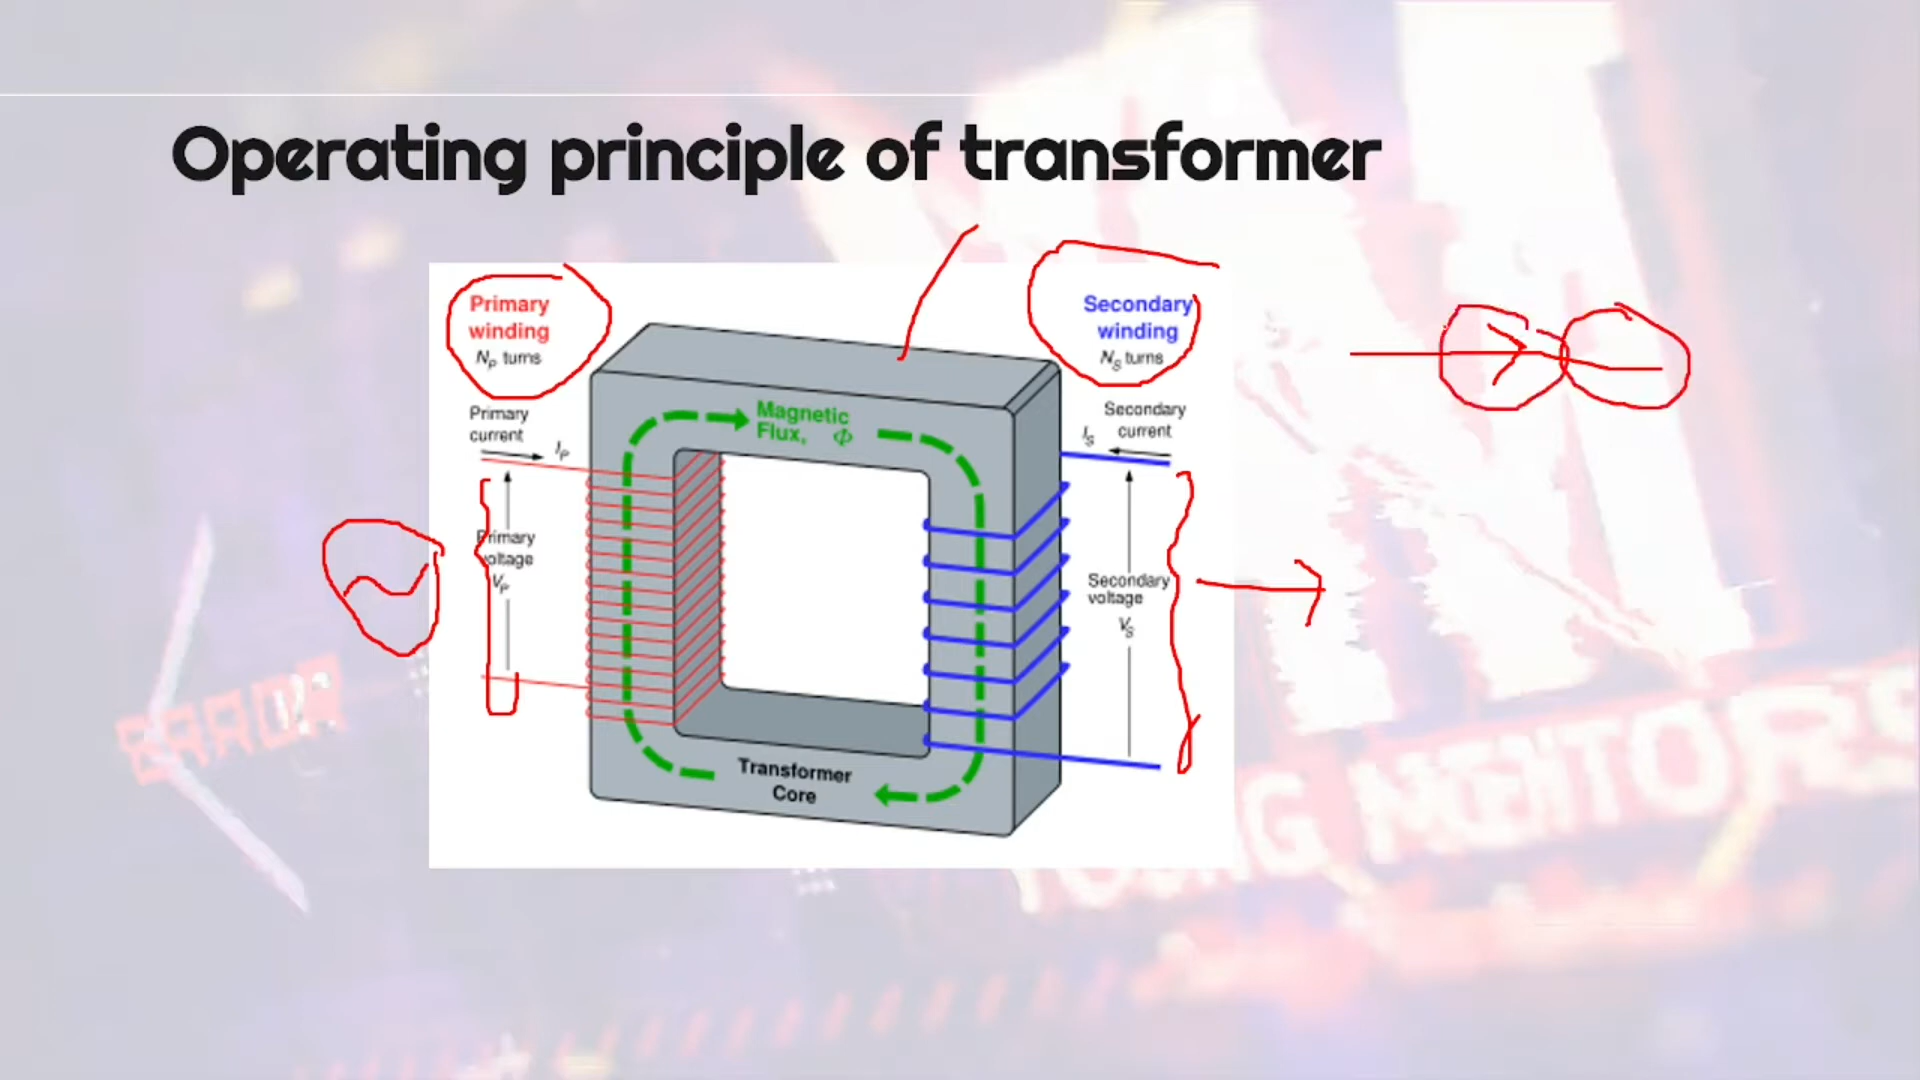 Operating principle of transformer
Primary
winding
Nₚ turns
Secondary
winding
Nₛ turns
Primary
current
Iₚ
Magnetic
Flux, Φ
Secondary
current
Iₛ
Primary
voltage
Vₚ
Secondary
voltage
Vₛ
Transformer
Core
ERROR